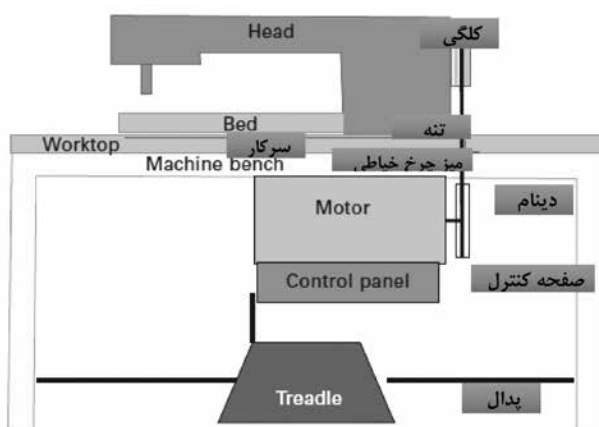 Head
کلگی
Bed
تنه
Worktop
سرکار
Machine bench
میز چرخ خیاطی
Motor
دینام
Control panel
صفحه کنترل
Treadle
پدال